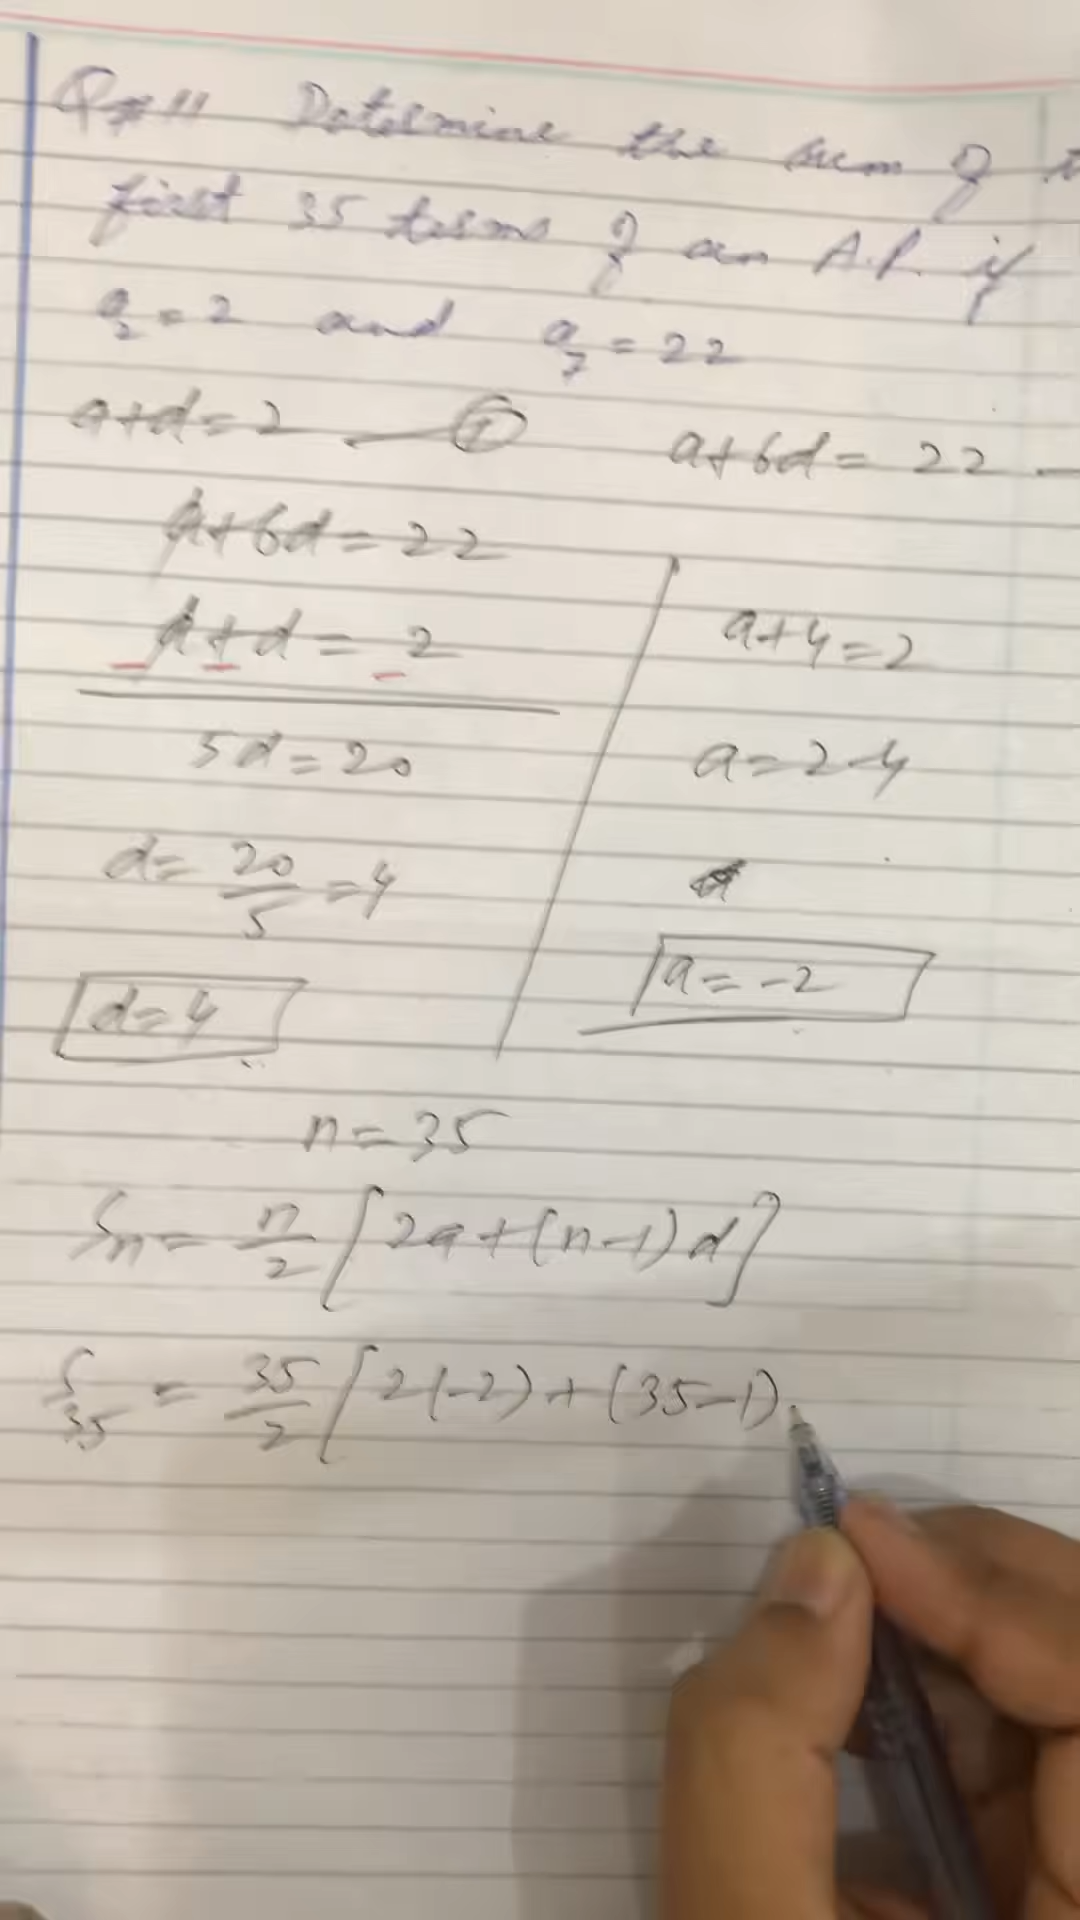 Q#11 Determine the sum of
first 35 terms of an A.P. if
a₂ = 2 and a₇ = 22
a+d=2 — ① a+6d= 22 —
a+6d=22
a+d= 2
5d=20
d= 20/5 =4
d=4
a+4=2
a=2-4
a=-2
n=35
Sn= n/2 [2a+(n-1)d]
S35 = 35/2 [2(-2)+(35-1)